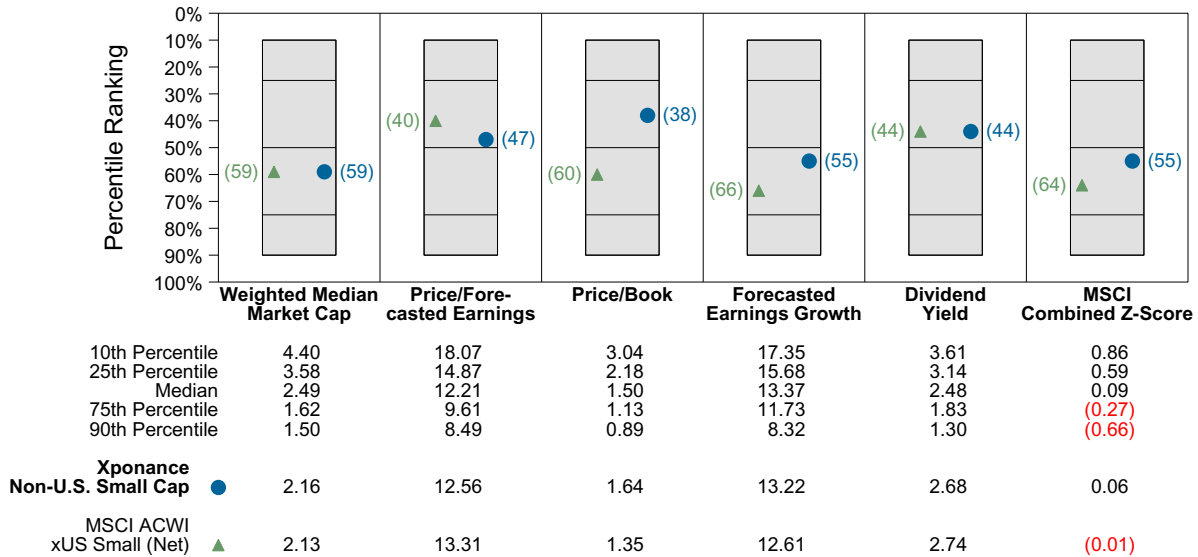 Percentile Ranking
0%
10%
20%
30%
40%
50%
60%
70%
80%
90%
100%
(59) (59)
(40) (47)
(60) (38)
(66) (55)
(44) (44)
(64) (55)
Weighted Median
Market Cap
Price/Fore-
casted Earnings
Price/Book
Forecasted
Earnings Growth
Dividend
Yield
MSCI
Combined Z-Score
10th Percentile 4.40 18.07 3.04 17.35 3.61 0.86
25th Percentile 3.58 14.87 2.18 15.68 3.14 0.59
Median 2.49 12.21 1.50 13.37 2.48 0.09
75th Percentile 1.62 9.61 1.13 11.73 1.83 (0.27)
90th Percentile 1.50 8.49 0.89 8.32 1.30 (0.66)
Xponance
Non-U.S. Small Cap 2.16 12.56 1.64 13.22 2.68 0.06
MSCI ACWI
xUS Small (Net) 2.13 13.31 1.35 12.61 2.74 (0.01)